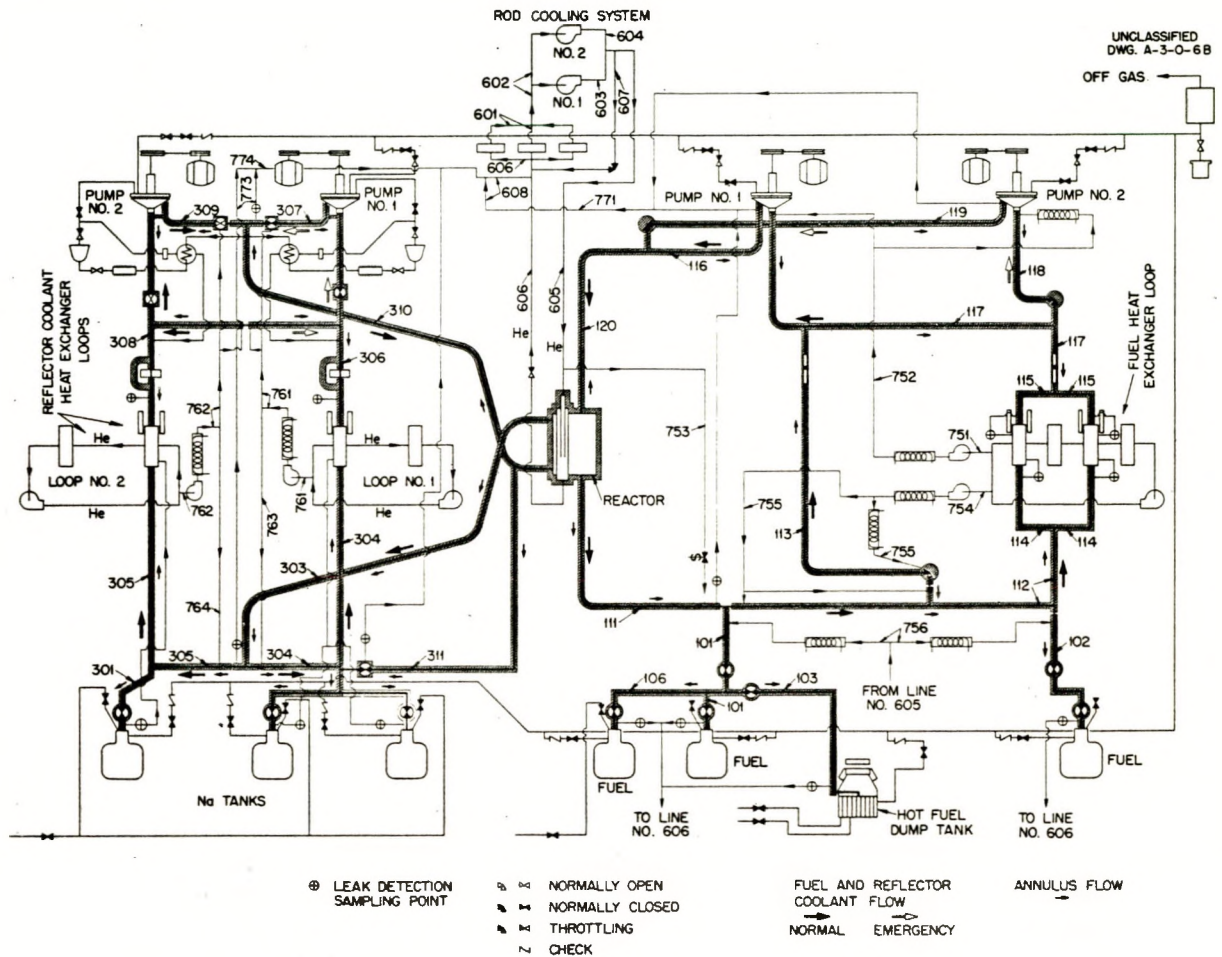 ROD COOLING SYSTEM
UNCLASSIFIED
DWG. A-3-0-6B
OFF GAS
NO. 2
604
602
NO. 1
603
607
601
606
608
774
773
PUMP
NO. 2
309
307
PUMP
NO. 1
771
PUMP NO. 1
PUMP NO. 2
119
116
118
606
605
He
He
120
310
117
117
308
306
REFLECTOR COOLANT
HEAT EXCHANGER
LOOPS
FUEL HEAT
EXCHANGER LOOP
752
753
115
115
762
761
He
He
LOOP NO. 2
LOOP NO. 1
He
762
761
763
751
754
755
755
REACTOR
113
114
114
112
303
304
305
764
111
305
304
311
301
101
756
102
FROM LINE
NO. 605
106
103
101
FUEL
FUEL
FUEL
Na TANKS
TO LINE
NO. 606
HOT FUEL
DUMP TANK
TO LINE
NO. 606
LEAK DETECTION
SAMPLING POINT
NORMALLY OPEN
NORMALLY CLOSED
THROTTLING
CHECK
FUEL AND REFLECTOR
COOLANT FLOW
NORMAL EMERGENCY
ANNULUS FLOW